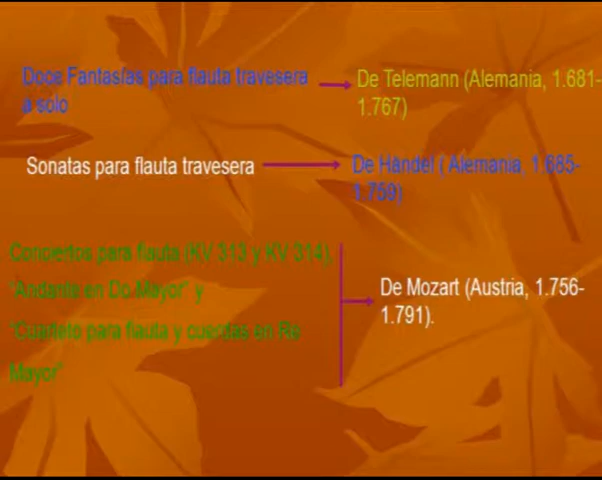 Doce Fantasías para flauta travesera
a solo
De Telemann (Alemania, 1.681-
1.767)
Sonatas para flauta travesera
De Händel ( Alemania, 1.685-
1.759)
Conciertos para flauta (KV 313 y KV 314),
"Andante en Do Mayor" y
"Cuarteto para flauta y cuerdas en Re
Mayor"
De Mozart (Austria, 1.756-
1.791).